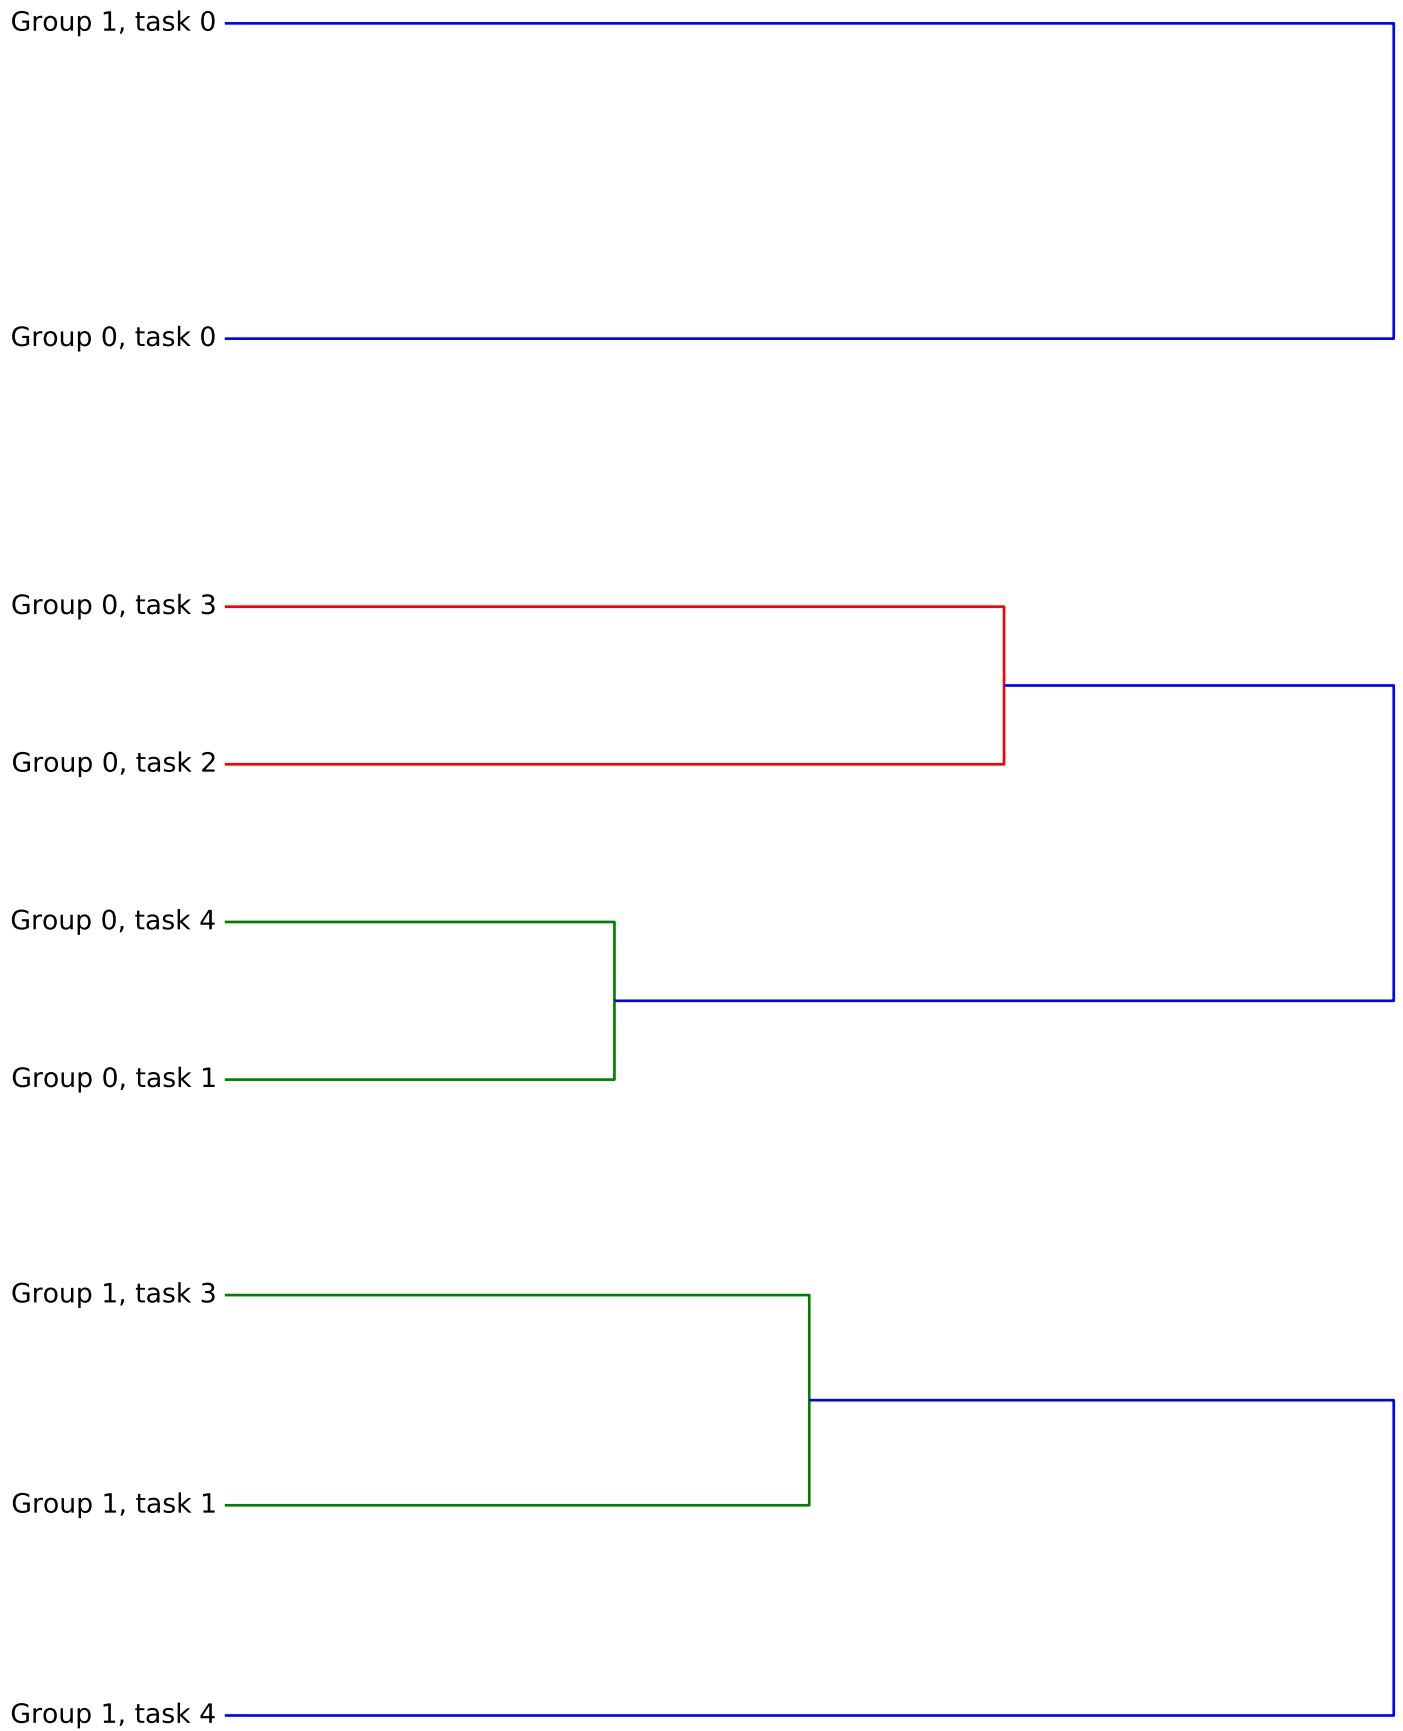 Group 1, task 0
Group 0, task 0
Group 0, task 3
Group 0, task 2
Group 0, task 4
Group 0, task 1
Group 1, task 3
Group 1, task 1
Group 1, task 4